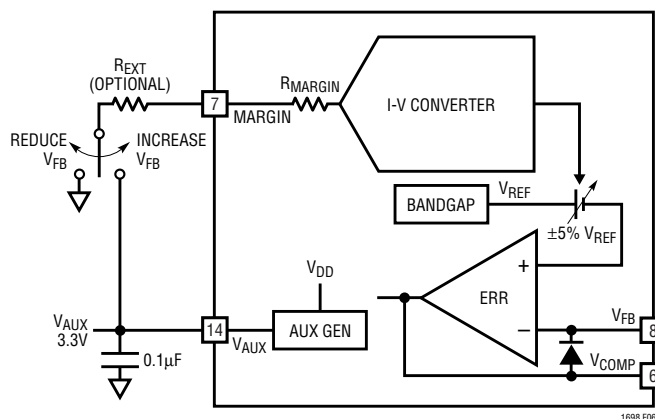 R_EXT
(OPTIONAL)
7
MARGIN
R_MARGIN
I-V CONVERTER
REDUCE
V_FB
INCREASE
V_FB
BANDGAP
V_REF
±5% V_REF
+
ERR
–
V_DD
AUX GEN
V_AUX
3.3V
14
V_AUX
0.1µF
V_FB
8
V_COMP
6
1698 F06